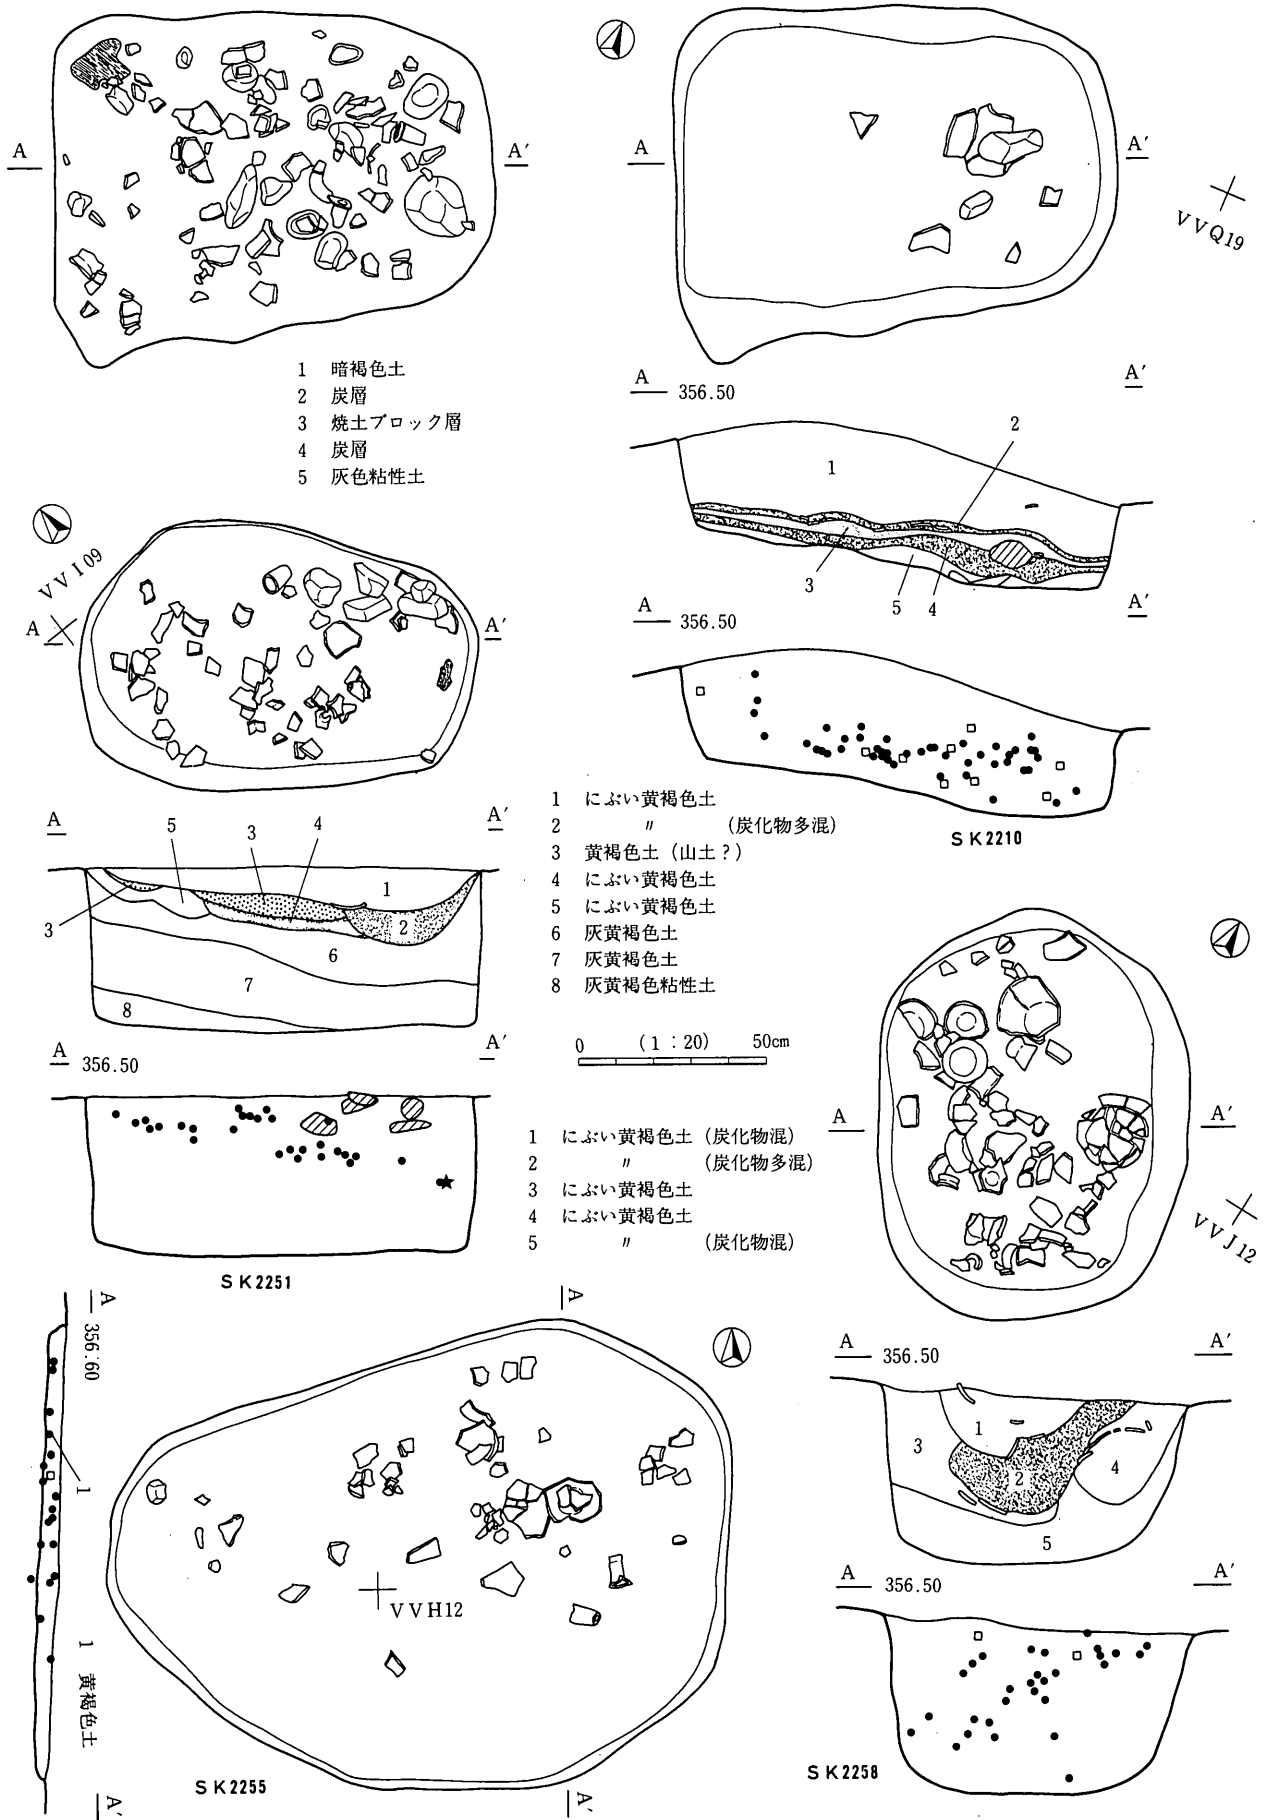 A
A′
A
A′
VVQ19
1 暗褐色土
2 炭層
3 焼土ブロック層
4 炭層
5 灰色粘性土
A 356.50
A′
2
1
3
5
4
A 356.50
A′
SK2210
VVI09
A
A′
A
A′
5
3
4
1
2
3
6
7
8
A 356.50
A′
SK2251
1 にぶい黄褐色土
2 〃 (炭化物多混)
3 黄褐色土(山土?)
4 にぶい黄褐色土
5 にぶい黄褐色土
6 灰黄褐色土
7 灰黄褐色土
8 灰黄褐色粘性土
0 (1:20) 50cm
1 にぶい黄褐色土(炭化物混)
2 〃 (炭化物多混)
3 にぶい黄褐色土
4 にぶい黄褐色土
5 〃 (炭化物混)
A
A′
VVJ12
A 356.50
A′
1
3
2
4
5
A 356.50
A′
SK2258
A 356.60
1
1 黄褐色土
A′
A
VVH12
SK2255
A′